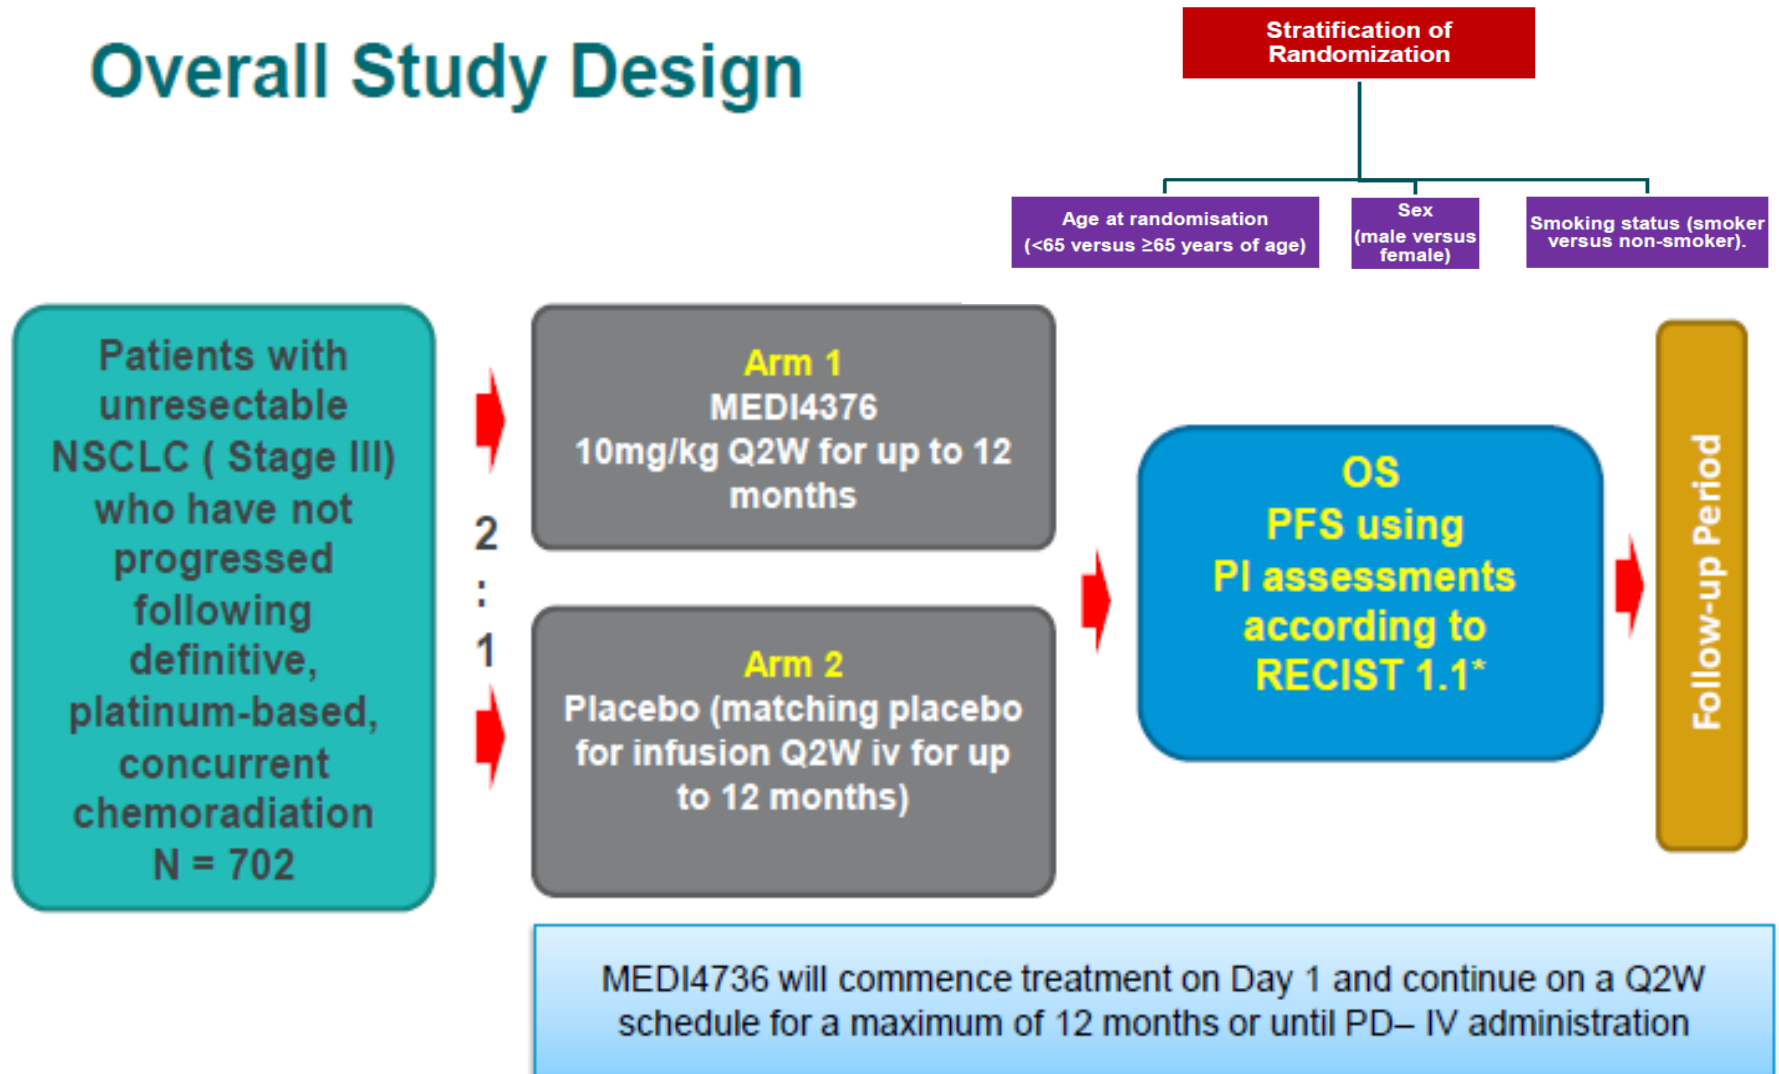 Overall Study Design
Stratification of
Randomization
Age at randomisation
(<65 versus ≥65 years of age)
Sex
(male versus
female)
Smoking status (smoker
versus non-smoker).
Patients with
unresectable
NSCLC ( Stage III)
who have not
progressed
following
definitive,
platinum-based,
concurrent
chemoradiation
N = 702
2
:
1
Arm 1
MEDI4376
10mg/kg Q2W for up to 12
months
Arm 2
Placebo (matching placebo
for infusion Q2W iv for up
to 12 months)
OS
PFS using
PI assessments
according to
RECIST 1.1*
Follow-up Period
MEDI4736 will commence treatment on Day 1 and continue on a Q2W
schedule for a maximum of 12 months or until PD– IV administration